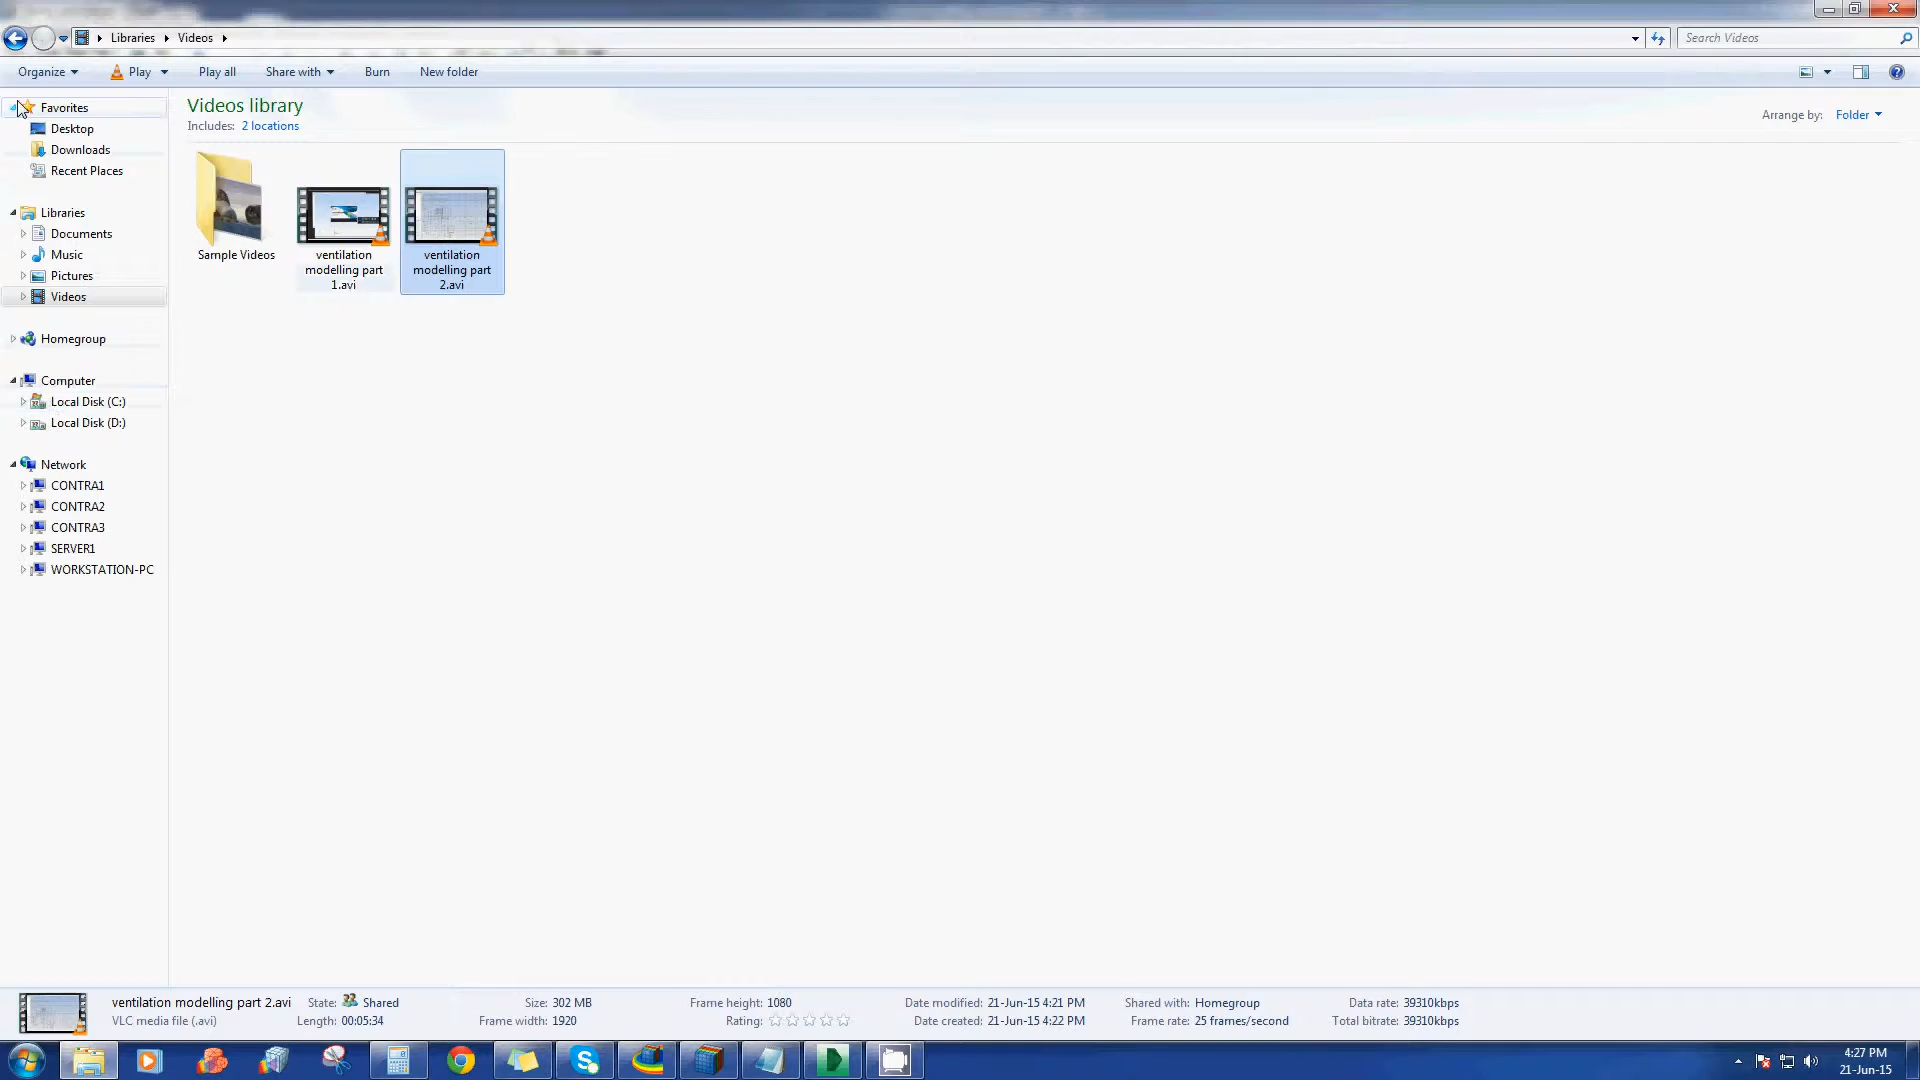 Libraries Videos
Search Videos
Organize Play Play all Share with Burn New folder
Favorites
Desktop
Downloads
Recent Places
Libraries
Documents
Music
Pictures
Videos
Homegroup
Computer
Local Disk (C:)
Local Disk (D:)
Network
CONTRA1
CONTRA2
CONTRA3
SERVER1
WORKSTATION-PC
Videos library
Includes: 2 locations
Arrange by: Folder
Sample Videos
ventilation
modelling part
1.avi
ventilation
modelling part
2.avi
ventilation modelling part 2.avi State: Shared Size: 302 MB Frame height: 1080 Date modified: 21-Jun-15 4:21 PM Shared with: Homegroup Data rate: 39310kbps
VLC media file (.avi) Length: 00:05:34 Frame width: 1920 Rating: Date created: 21-Jun-15 4:22 PM Frame rate: 25 frames/second Total bitrate: 39310kbps
4:27 PM
21-Jun-15